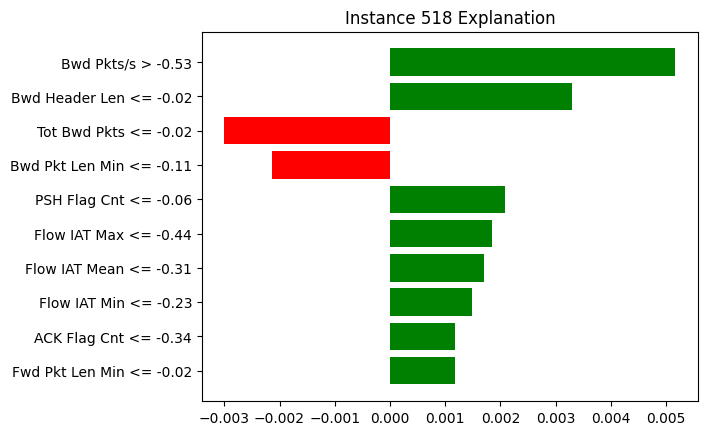 Instance 518 Explanation
Bwd Pkts/s > -0.53
Bwd Header Len <= -0.02
Tot Bwd Pkts <= -0.02
Bwd Pkt Len Min <= -0.11
PSH Flag Cnt <= -0.06
Flow IAT Max <= -0.44
Flow IAT Mean <= -0.31
Flow IAT Min <= -0.23
ACK Flag Cnt <= -0.34
Fwd Pkt Len Min <= -0.02
−0.003 −0.002 −0.001 0.000 0.001 0.002 0.003 0.004 0.005